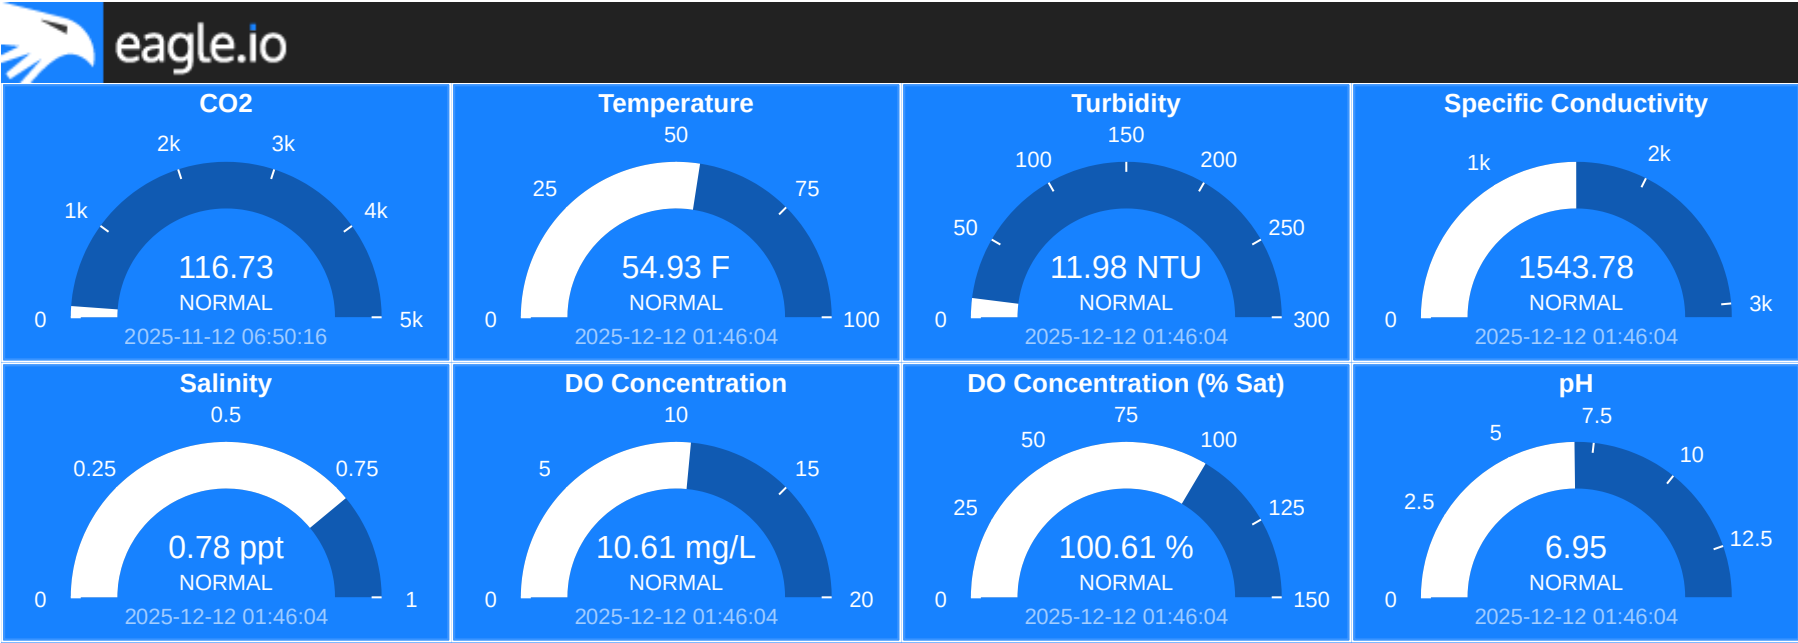 eagle.io
CO2
2k 3k
1k 4k
116.73
NORMAL
0 5k
2025-11-12 06:50:16
Temperature
50
25 75
54.93 F
NORMAL
0 100
2025-12-12 01:46:04
Turbidity
150
100 200
50 250
11.98 NTU
NORMAL
0 300
2025-12-12 01:46:04
Specific Conductivity
1k 2k
1543.78
NORMAL
0 3k
2025-12-12 01:46:04
Salinity
0.5
0.25 0.75
0.78 ppt
NORMAL
0 1
2025-12-12 01:46:04
DO Concentration
10
5 15
10.61 mg/L
NORMAL
0 20
2025-12-12 01:46:04
DO Concentration (% Sat)
75
50 100
25 125
100.61 %
NORMAL
0 150
2025-12-12 01:46:04
pH
7.5
5 10
2.5 12.5
6.95
NORMAL
0
2025-12-12 01:46:04